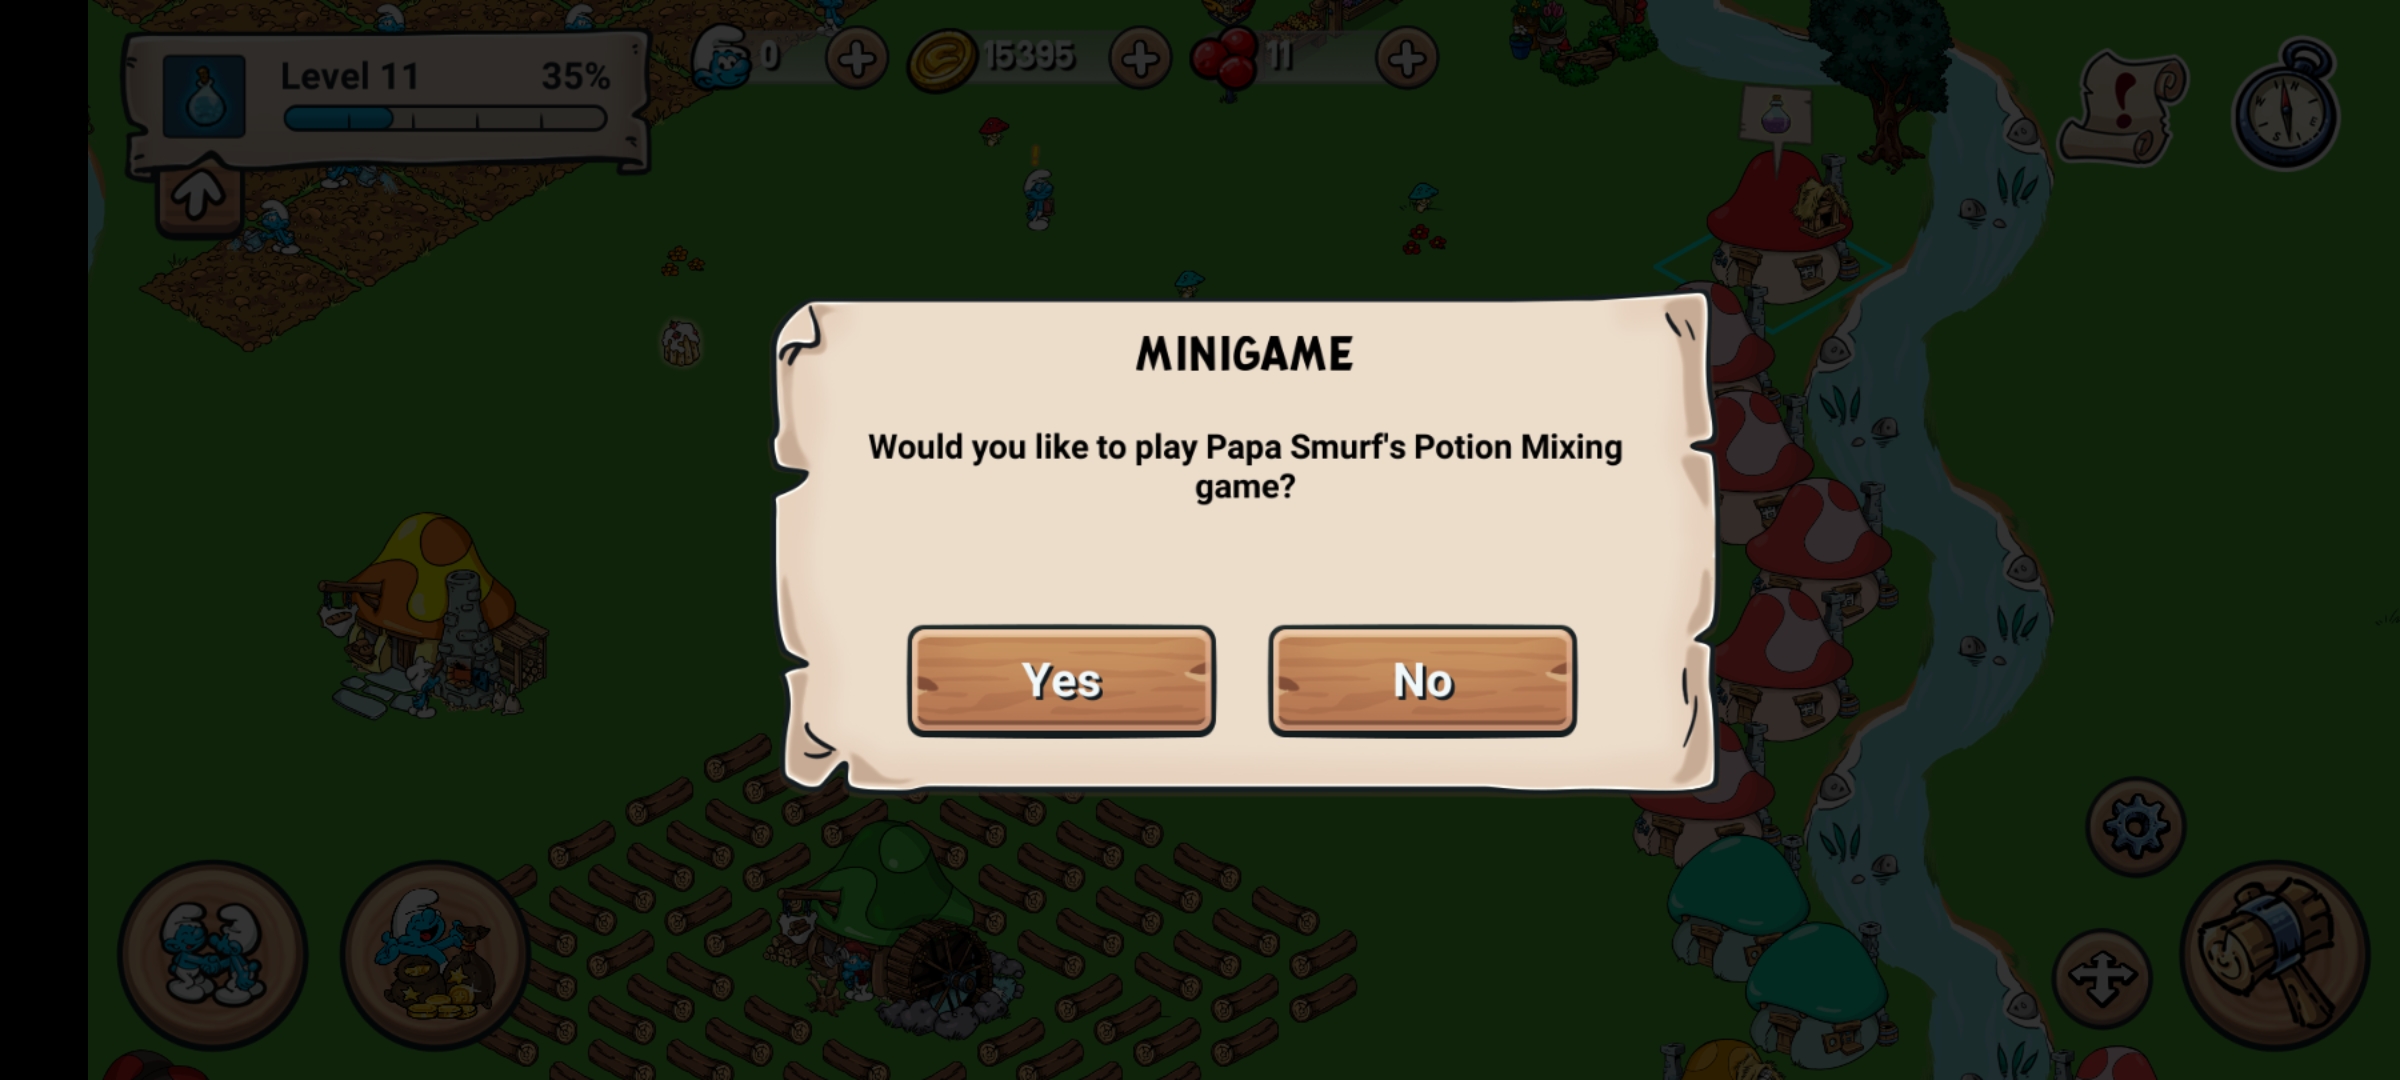 Level 11 35%
0
15395
11
MINIGAME
Would you like to play Papa Smurf's Potion Mixing
game?
Yes
No